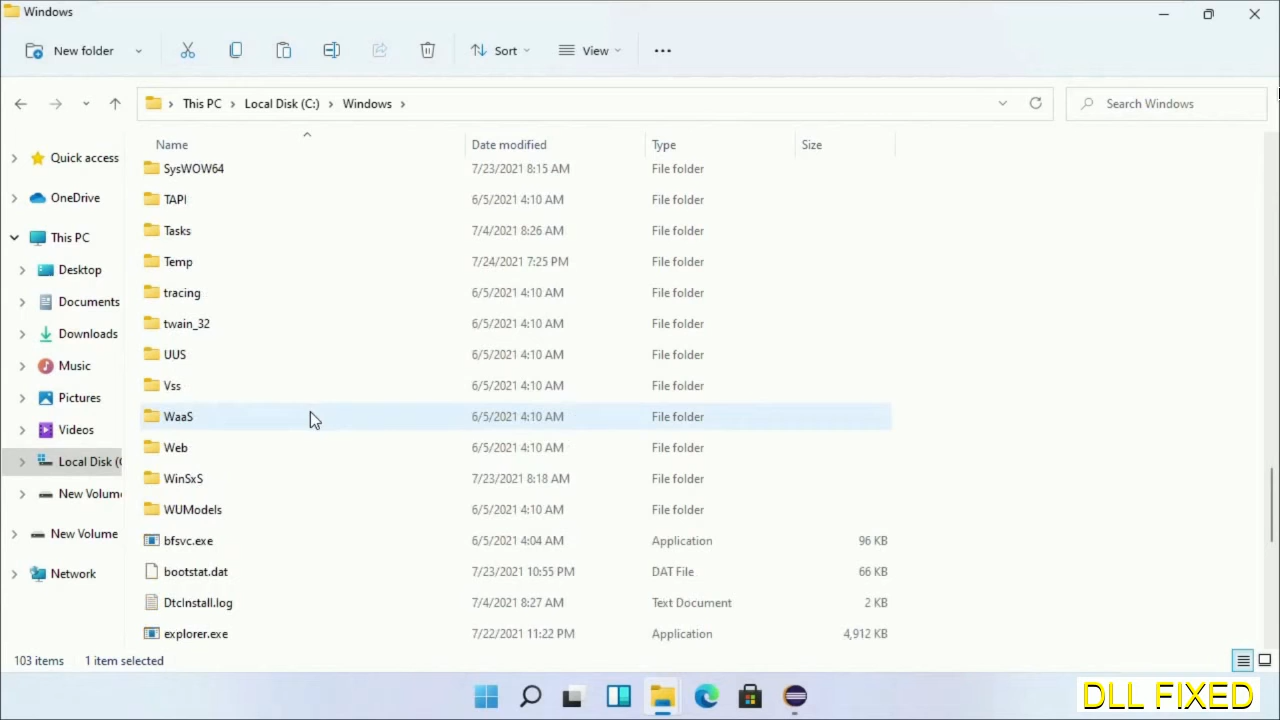 Windows
New folder
Sort
View
This PC
Local Disk (C:)
Windows
Search Windows
Name
Date modified
Type
Size
Quick access
OneDrive
This PC
Desktop
Documents
Downloads
Music
Pictures
Videos
Local Disk (
New Volum
New Volume
Network
SysWOW64 7/23/2021 8:15 AM File folder
TAPI 6/5/2021 4:10 AM File folder
Tasks 7/4/2021 8:26 AM File folder
Temp 7/24/2021 7:25 PM File folder
tracing 6/5/2021 4:10 AM File folder
twain_32 6/5/2021 4:10 AM File folder
UUS 6/5/2021 4:10 AM File folder
Vss 6/5/2021 4:10 AM File folder
WaaS 6/5/2021 4:10 AM File folder
Web 6/5/2021 4:10 AM File folder
WinSxS 7/23/2021 8:18 AM File folder
WUModels 6/5/2021 4:10 AM File folder
bfsvc.exe 6/5/2021 4:04 AM Application 96 KB
bootstat.dat 7/23/2021 10:55 PM DAT File 66 KB
DtcInstall.log 7/4/2021 8:27 AM Text Document 2 KB
explorer.exe 7/22/2021 11:22 PM Application 4,912 KB
103 items 1 item selected
DLL FIXED